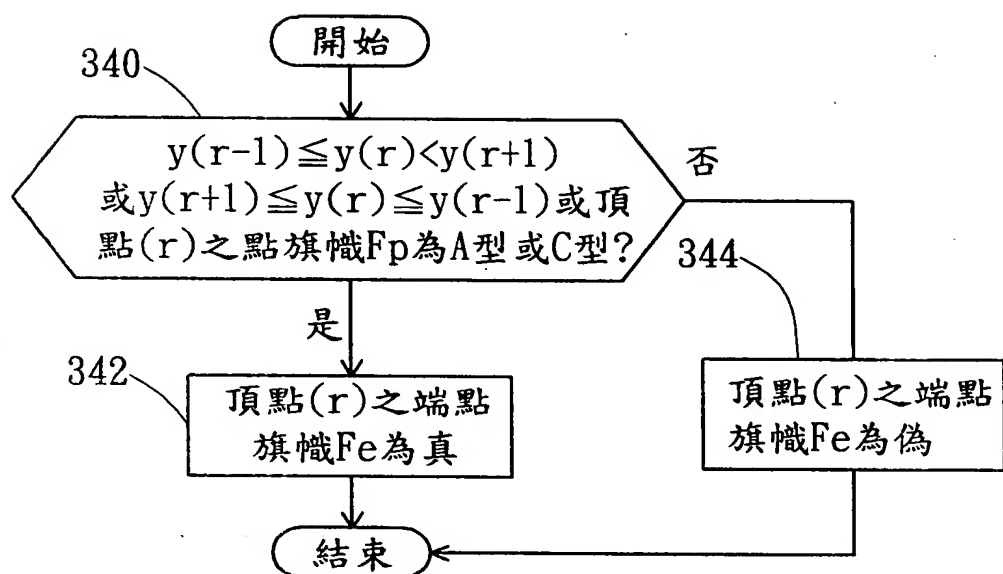 開始
340
y(r-1)≦y(r)<y(r+1)
或y(r+1)≦y(r)≦y(r-1)或頂
點(r)之點旗幟Fp為A型或C型?
否
是
344
342
頂點(r)之端點
旗幟Fe為真
頂點(r)之端點
旗幟Fe為偽
結束